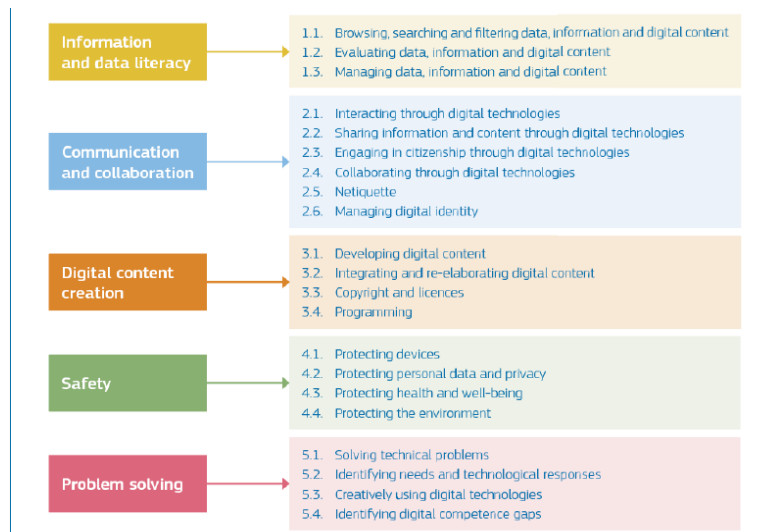 Information
and data literacy
1.1. Browsing, searching and filtering data, information and digital content
1.2. Evaluating data, information and digital content
1.3. Managing data, information and digital content
Communication
and collaboration
2.1. Interacting through digital technologies
2.2. Sharing information and content through digital technologies
2.3. Engaging in citizenship through digital technologies
2.4. Collaborating through digital technologies
2.5. Netiquette
2.6. Managing digital identity
Digital content
creation
3.1. Developing digital content
3.2. Integrating and re-elaborating digital content
3.3. Copyright and licences
3.4. Programming
Safety
4.1. Protecting devices
4.2. Protecting personal data and privacy
4.3. Protecting health and well-being
4.4. Protecting the environment
Problem solving
5.1. Solving technical problems
5.2. Identifying needs and technological responses
5.3. Creatively using digital technologies
5.4. Identifying digital competence gaps